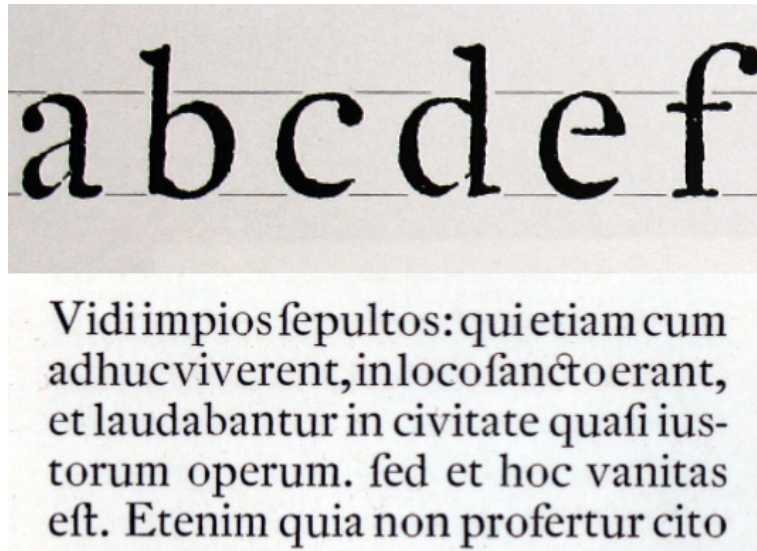 a b c d e f
Vidi impios ſepultos: qui etiam cum
adhuc viverent, in loco ſancto erant,
et laudabantur in civitate quaſi ius-
torum operum. ſed et hoc vanitas
eſt. Etenim quia non profertur cito